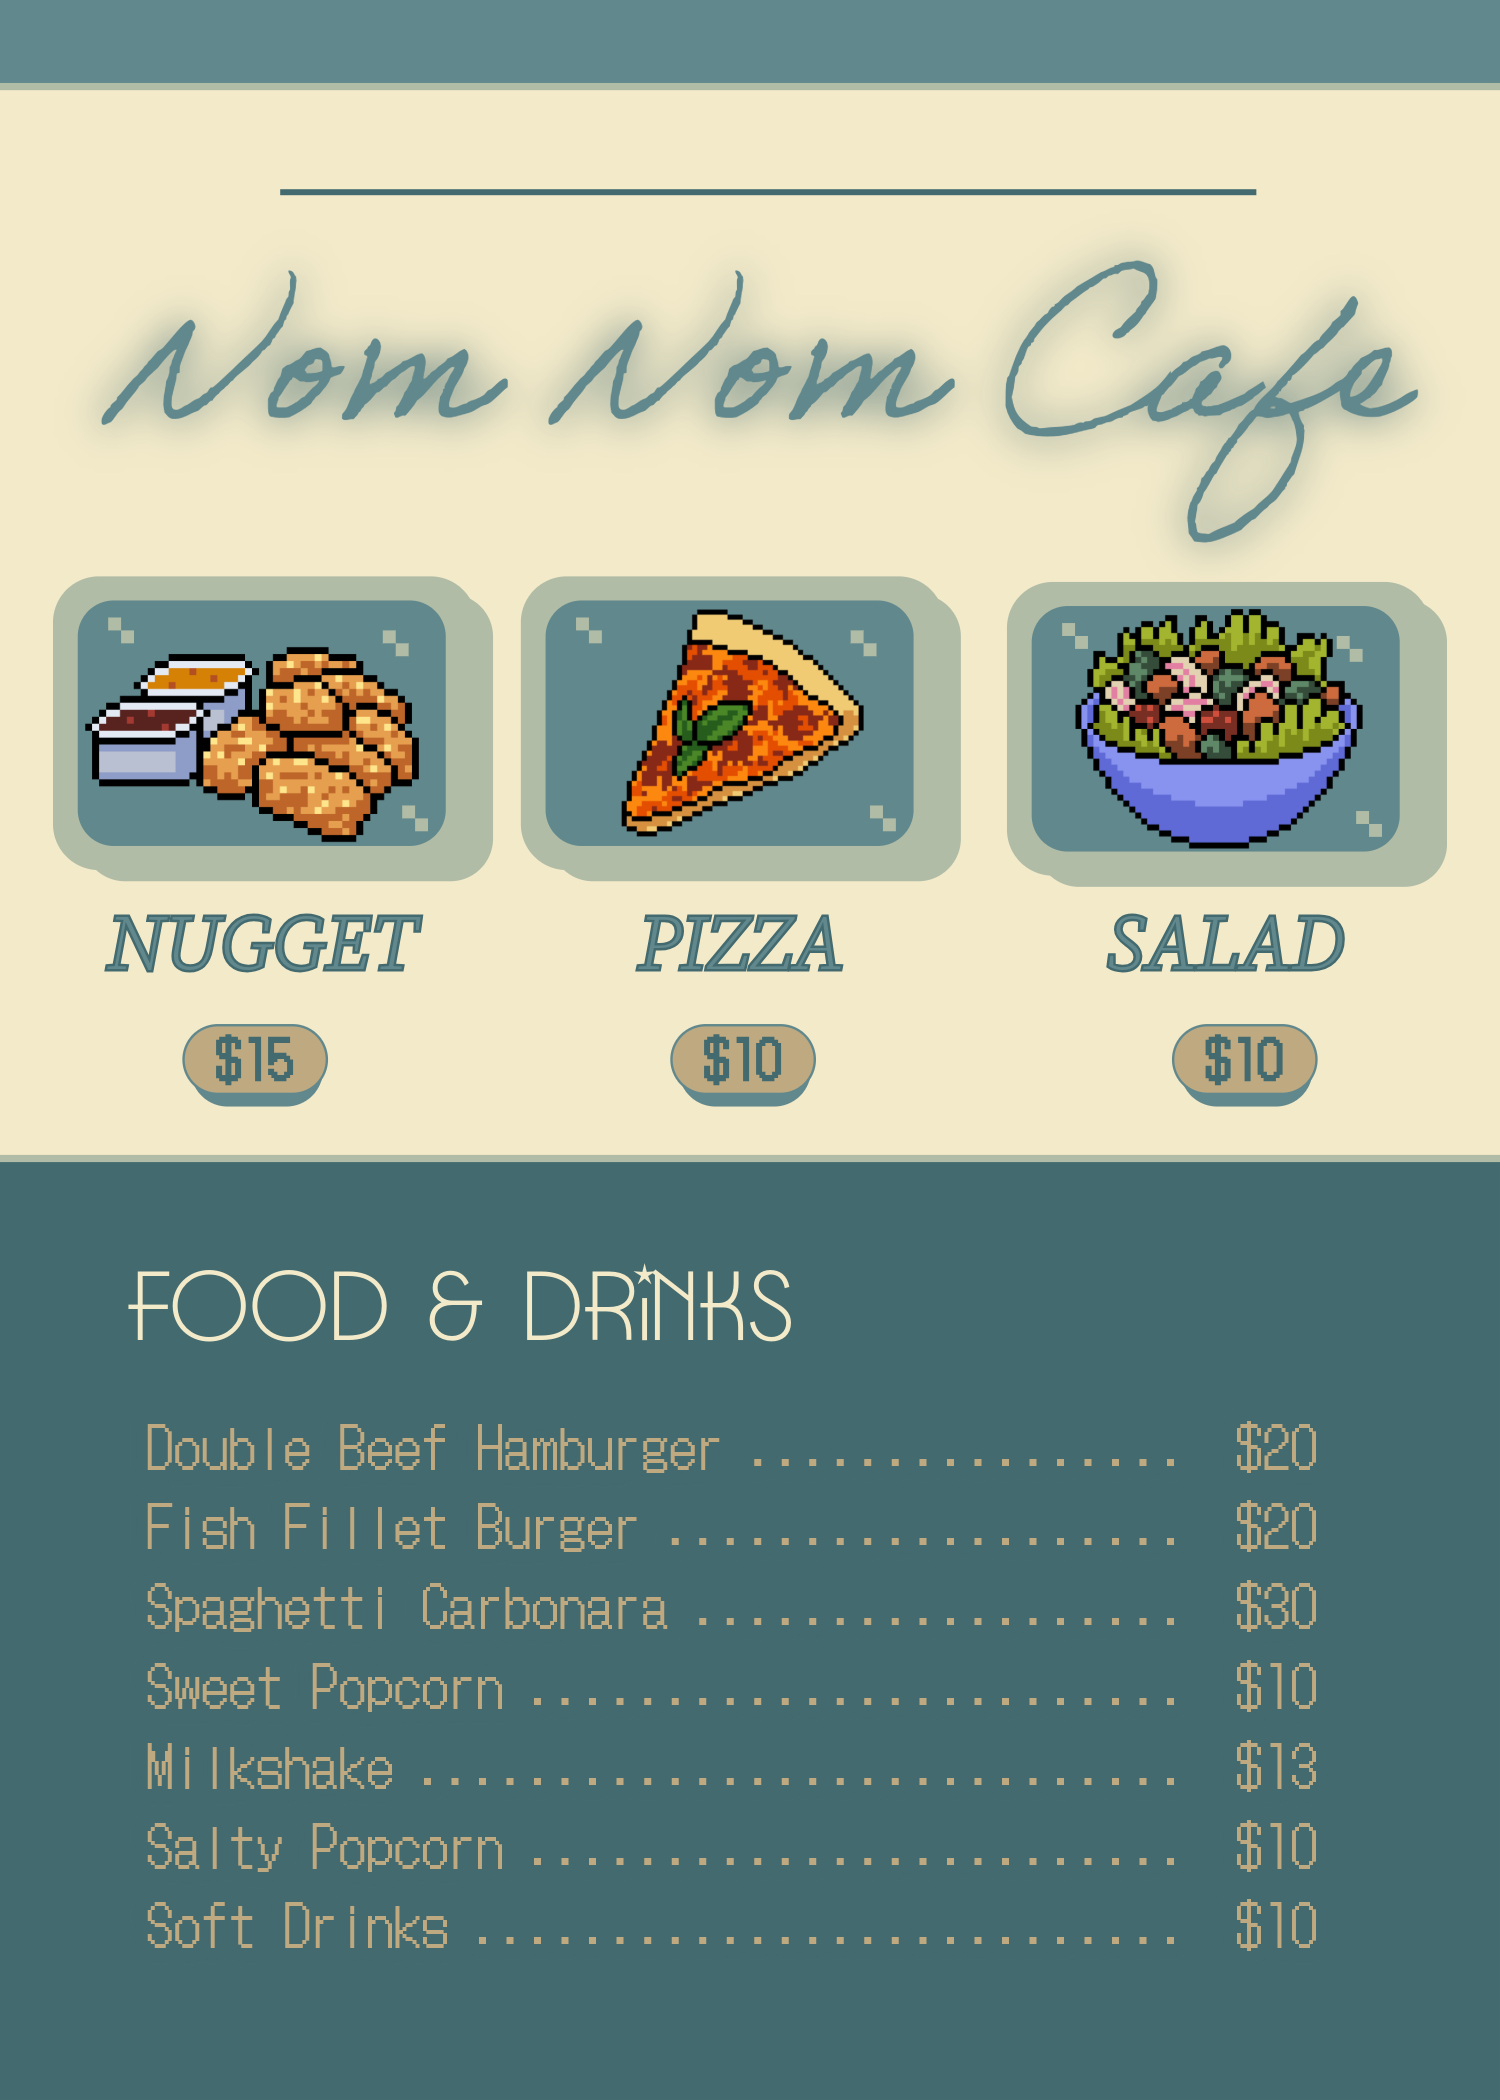 Nom Nom Cafe
NUGGET PIZZA SALAD
$15 $10 $10
FOOD & DRiNKS
Double Beef Hamburger ................ $20
Fish Fillet Burger ................... $20
Spaghetti Carbonara .................. $30
Sweet Popcorn ........................ $10
Milkshake ............................ $13
Salty Popcorn ........................ $10
Soft Drinks .......................... $10